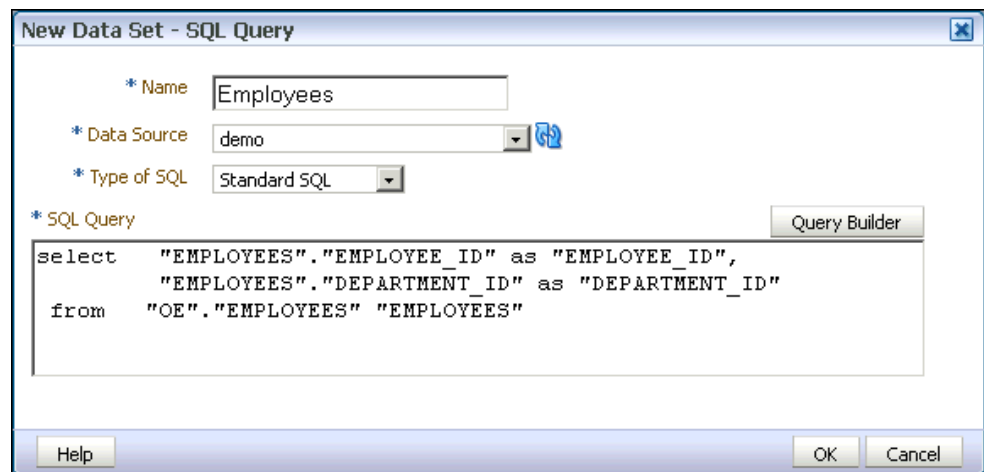 New Data Set - SQL Query
* Name Employees
* Data Source demo
* Type of SQL Standard SQL
* SQL Query Query Builder
select "EMPLOYEES"."EMPLOYEE_ID" as "EMPLOYEE_ID",
"EMPLOYEES"."DEPARTMENT_ID" as "DEPARTMENT_ID"
from "OE"."EMPLOYEES" "EMPLOYEES"
Help OK Cancel